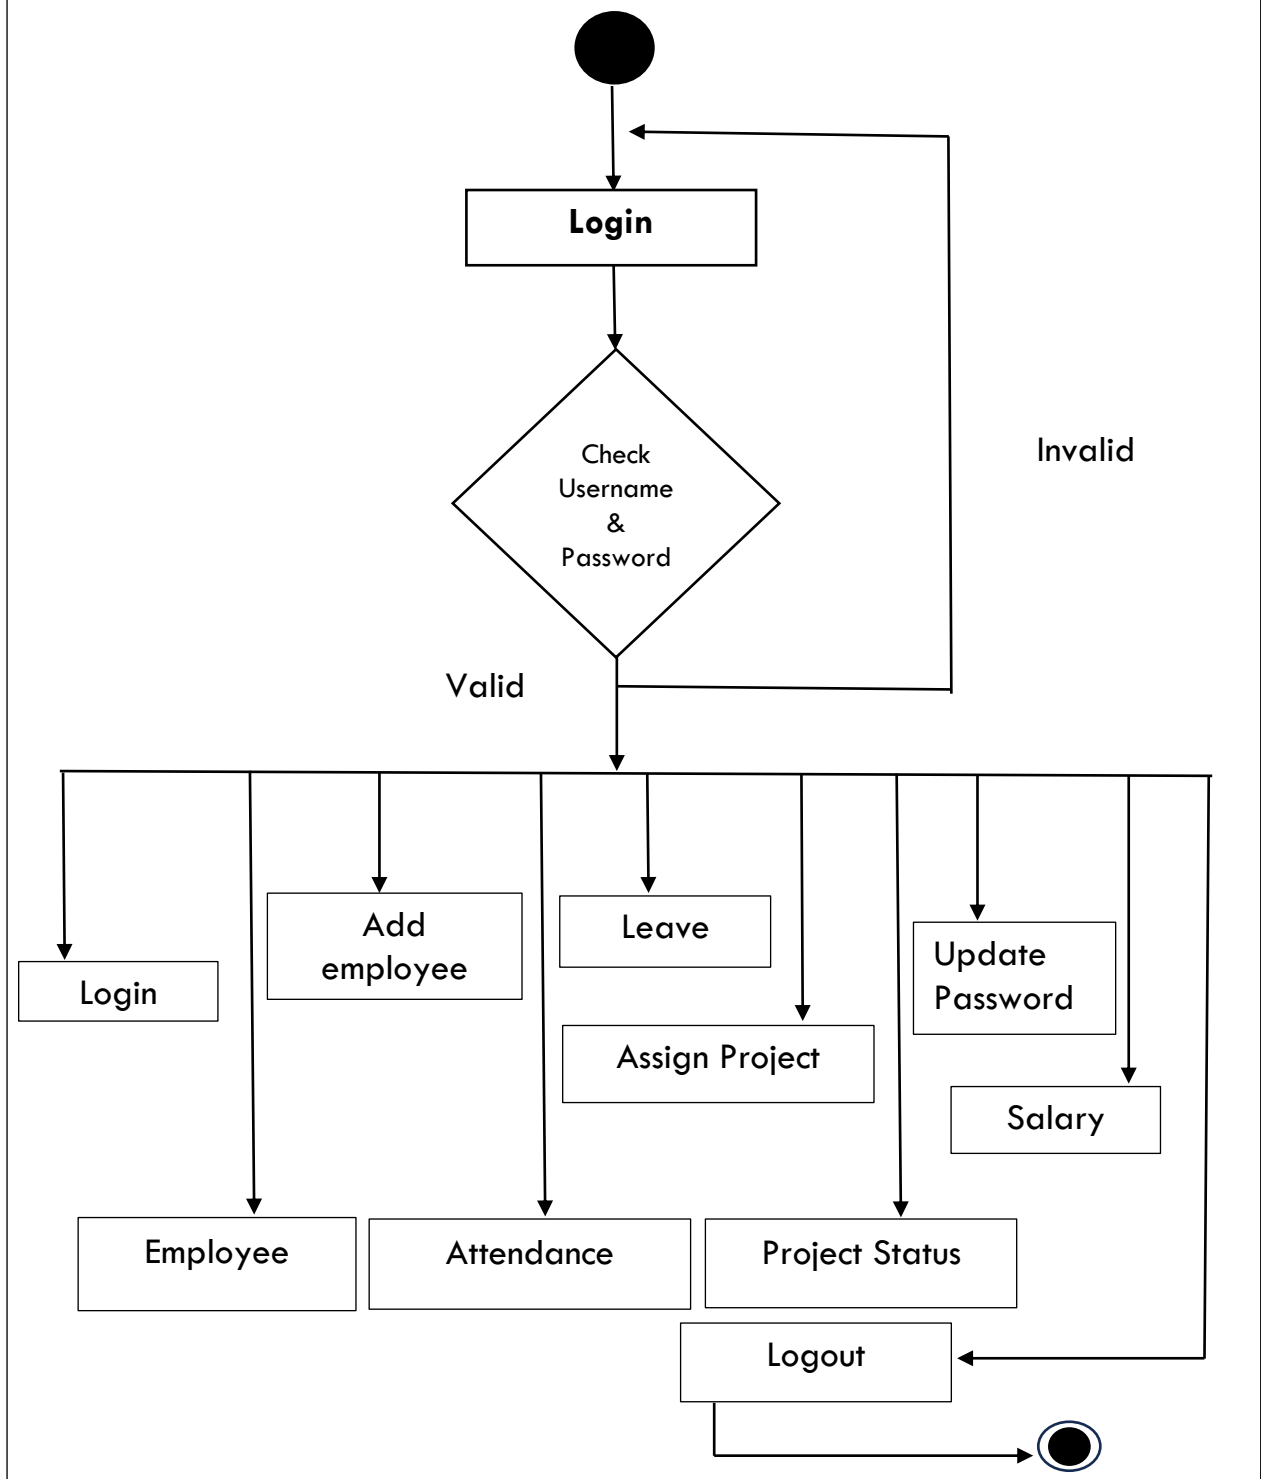 Login
Check
Username
&
Password
Invalid
Valid
Login
Add
employee
Leave
Update
Password
Assign Project
Salary
Employee
Attendance
Project Status
Logout